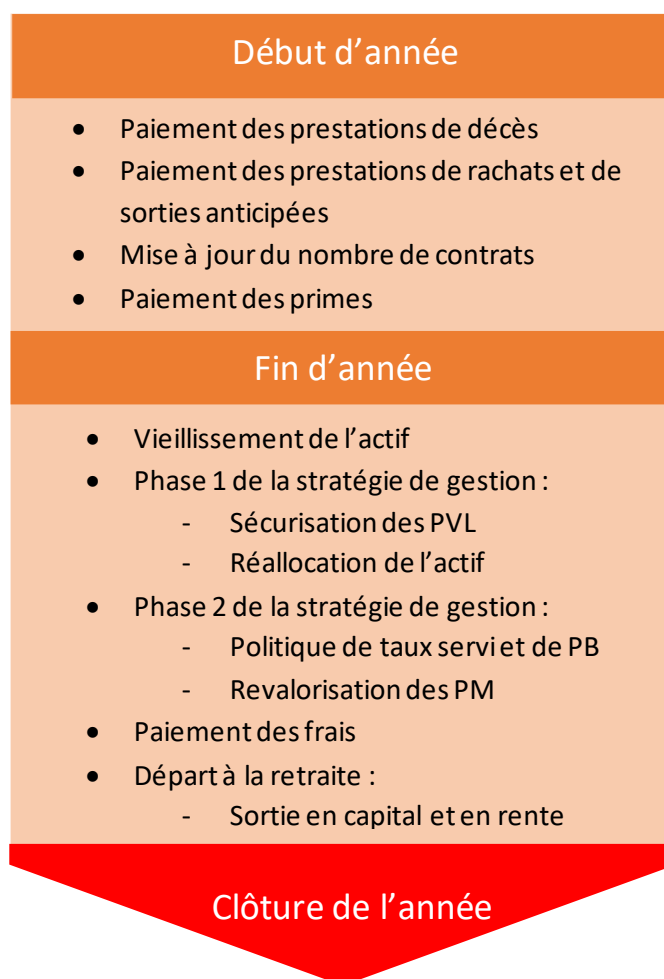 Début d'année
• Paiement des prestations de décès
• Paiement des prestations de rachats et de
sorties anticipées
• Mise à jour du nombre de contrats
• Paiement des primes
Fin d'année
• Vieillissement de l'actif
• Phase 1 de la stratégie de gestion :
- Sécurisation des PVL
- Réallocation de l'actif
• Phase 2 de la stratégie de gestion :
- Politique de taux servi et de PB
- Revalorisation des PM
• Paiement des frais
• Départ à la retraite :
- Sortie en capital et en rente
Clôture de l'année